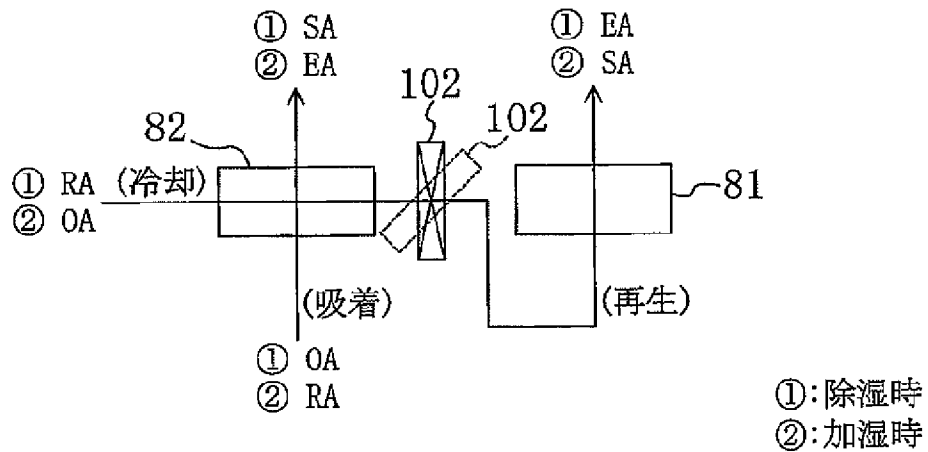 ① SA
② EA
① EA
② SA
102
102
82
81
① RA (冷却)
② OA
(吸着)
(再生)
① OA
② RA
①:除湿時
②:加湿時